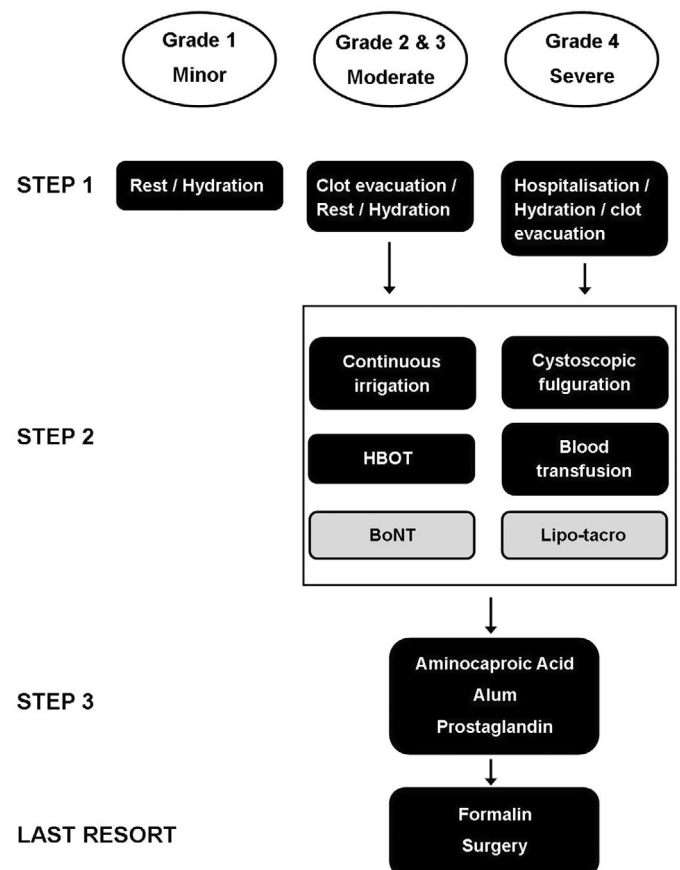 Grade 1
Minor
Grade 2 & 3
Moderate
Grade 4
Severe
STEP 1
Rest / Hydration
Clot evacuation /
Rest / Hydration
Hospitalisation /
Hydration / clot
evacuation
STEP 2
Continuous
irrigation
Cystoscopic
fulguration
HBOT
Blood
transfusion
BoNT
Lipo-tacro
STEP 3
Aminocaproic Acid
Alum
Prostaglandin
LAST RESORT
Formalin
Surgery